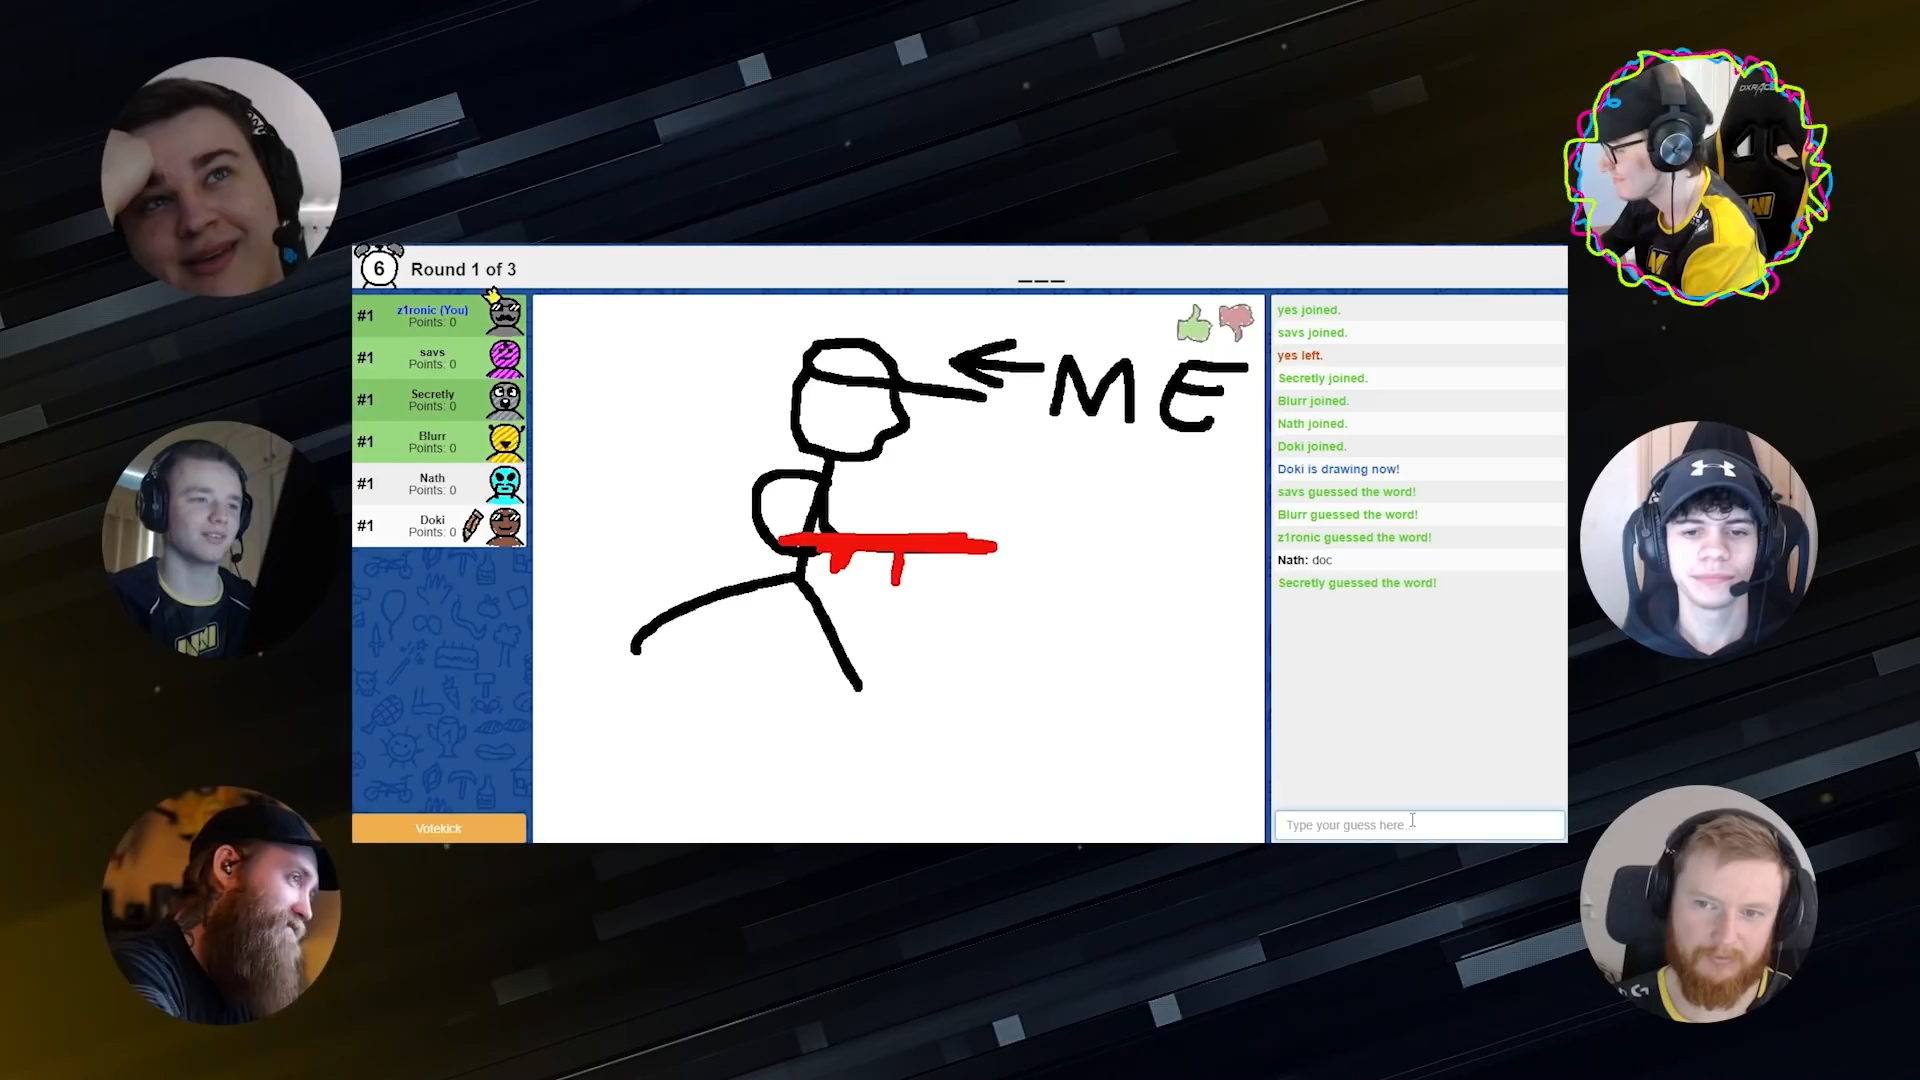 6
Round 1 of 3
___
#1
z1ronic (You)
Points: 0
#1
savs
Points: 0
#1
Secretly
Points: 0
#1
Blurr
Points: 0
#1
Nath
Points: 0
#1
Doki
Points: 0
Votekick
ME
yes joined.
savs joined.
yes left.
Secretly joined.
Blurr joined.
Nath joined.
Doki joined.
Doki is drawing now!
savs guessed the word!
Blurr guessed the word!
z1ronic guessed the word!
Nath: doc
Secretly guessed the word!
Type your guess here...